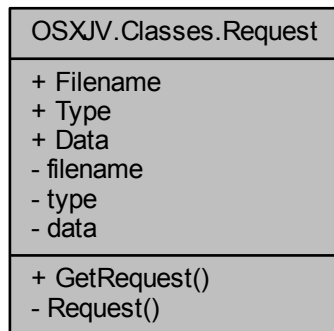 OSXJV.Classes.Request
+ Filename
+ Type
+ Data
- filename
- type
- data
+ GetRequest()
- Request()